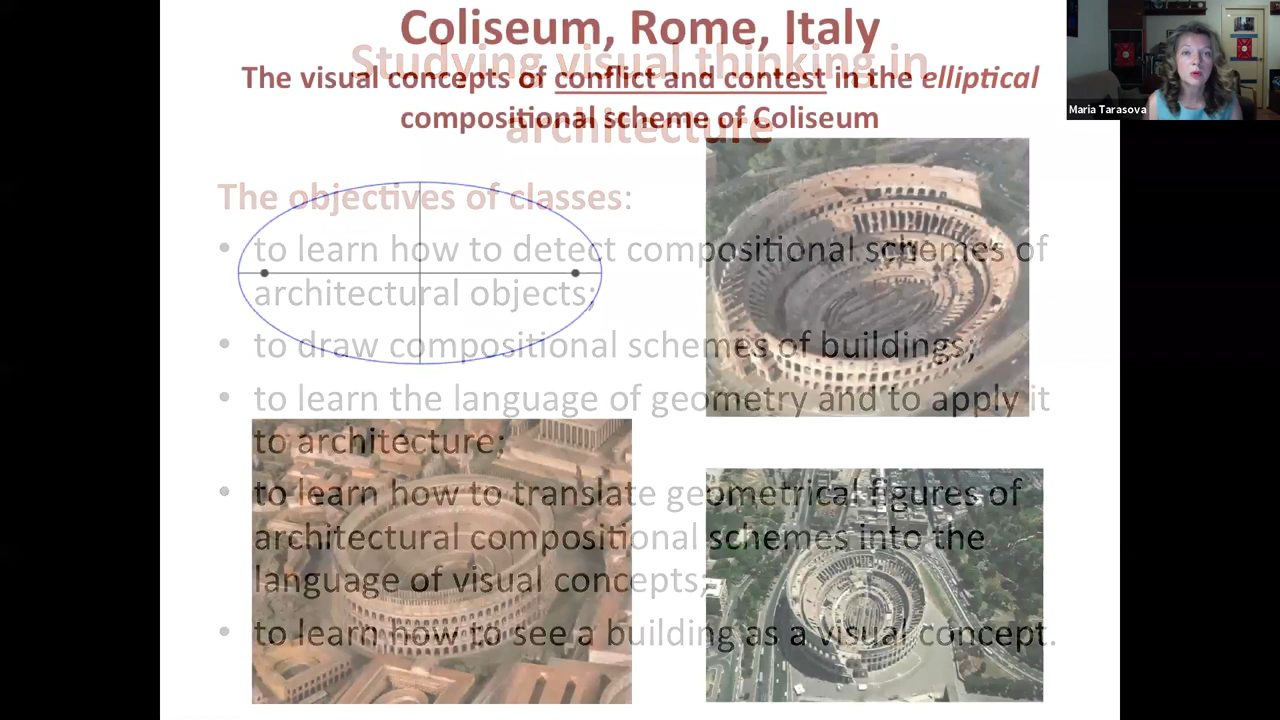 Coliseum, Rome, Italy
Studying visual thinking in
The visual concepts of conflict and contest in the elliptical
compositional scheme of Coliseum
architecture
The objectives of classes:
• to learn how to detect compositional schemes of
architectural objects;
• to draw compositional schemes of buildings;
• to learn the language of geometry and to apply it
to architecture;
• to learn how to translate geometrical figures of
architectural compositional schemes into the
language of visual concepts;
• to learn how to see a building as a visual concept.
Maria Tarasova